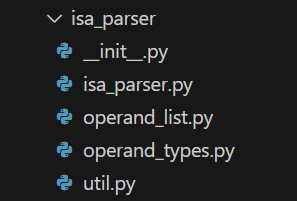 isa_parser
__init__.py
isa_parser.py
operand_list.py
operand_types.py
util.py